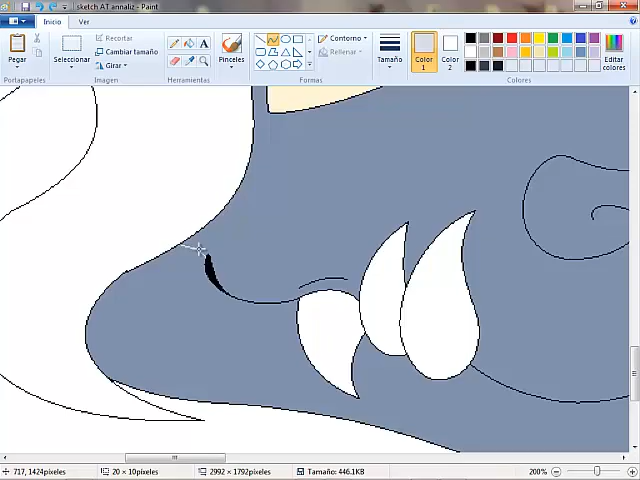 sketch AT annaliz - Paint
Inicio Ver
Pegar
Seleccionar
Recortar
Cambiar tamaño
Girar
A
Pinceles
Contorno
Rellenar
Tamaño
Color 1
Color 2
Editar colores
Portapapeles Imagen Herramientas Formas Colores
717, 1424píxeles 20 × 10píxeles 2992 × 1792píxeles Tamaño: 446.1KB 200%